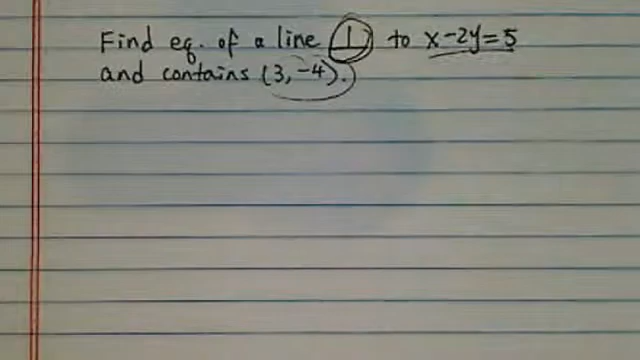 Find eq. of a line ⊥ to x-2y=5
and contains (3,-4).